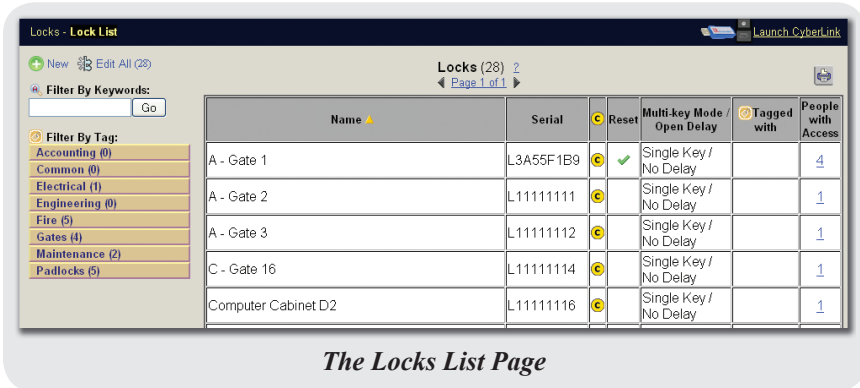 Locks - Lock List
Launch CyberLink
New Edit All (28)
Filter By Keywords:
Go
Filter By Tag:
Accounting (0)
Common (0)
Electrical (1)
Engineering (0)
Fire (5)
Gates (4)
Maintenance (2)
Padlocks (5)
Locks (28) ?
Page 1 of 1
Name Serial C Reset Multi-key Mode / Open Delay Tagged with People with Access
A - Gate 1 L3A55F1B9 C Single Key / No Delay 4
A - Gate 2 L11111111 C Single Key / No Delay 1
A - Gate 3 L11111112 C Single Key / No Delay 1
C - Gate 16 L11111114 C Single Key / No Delay 1
Computer Cabinet D2 L11111116 C Single Key / No Delay 1
The Locks List Page